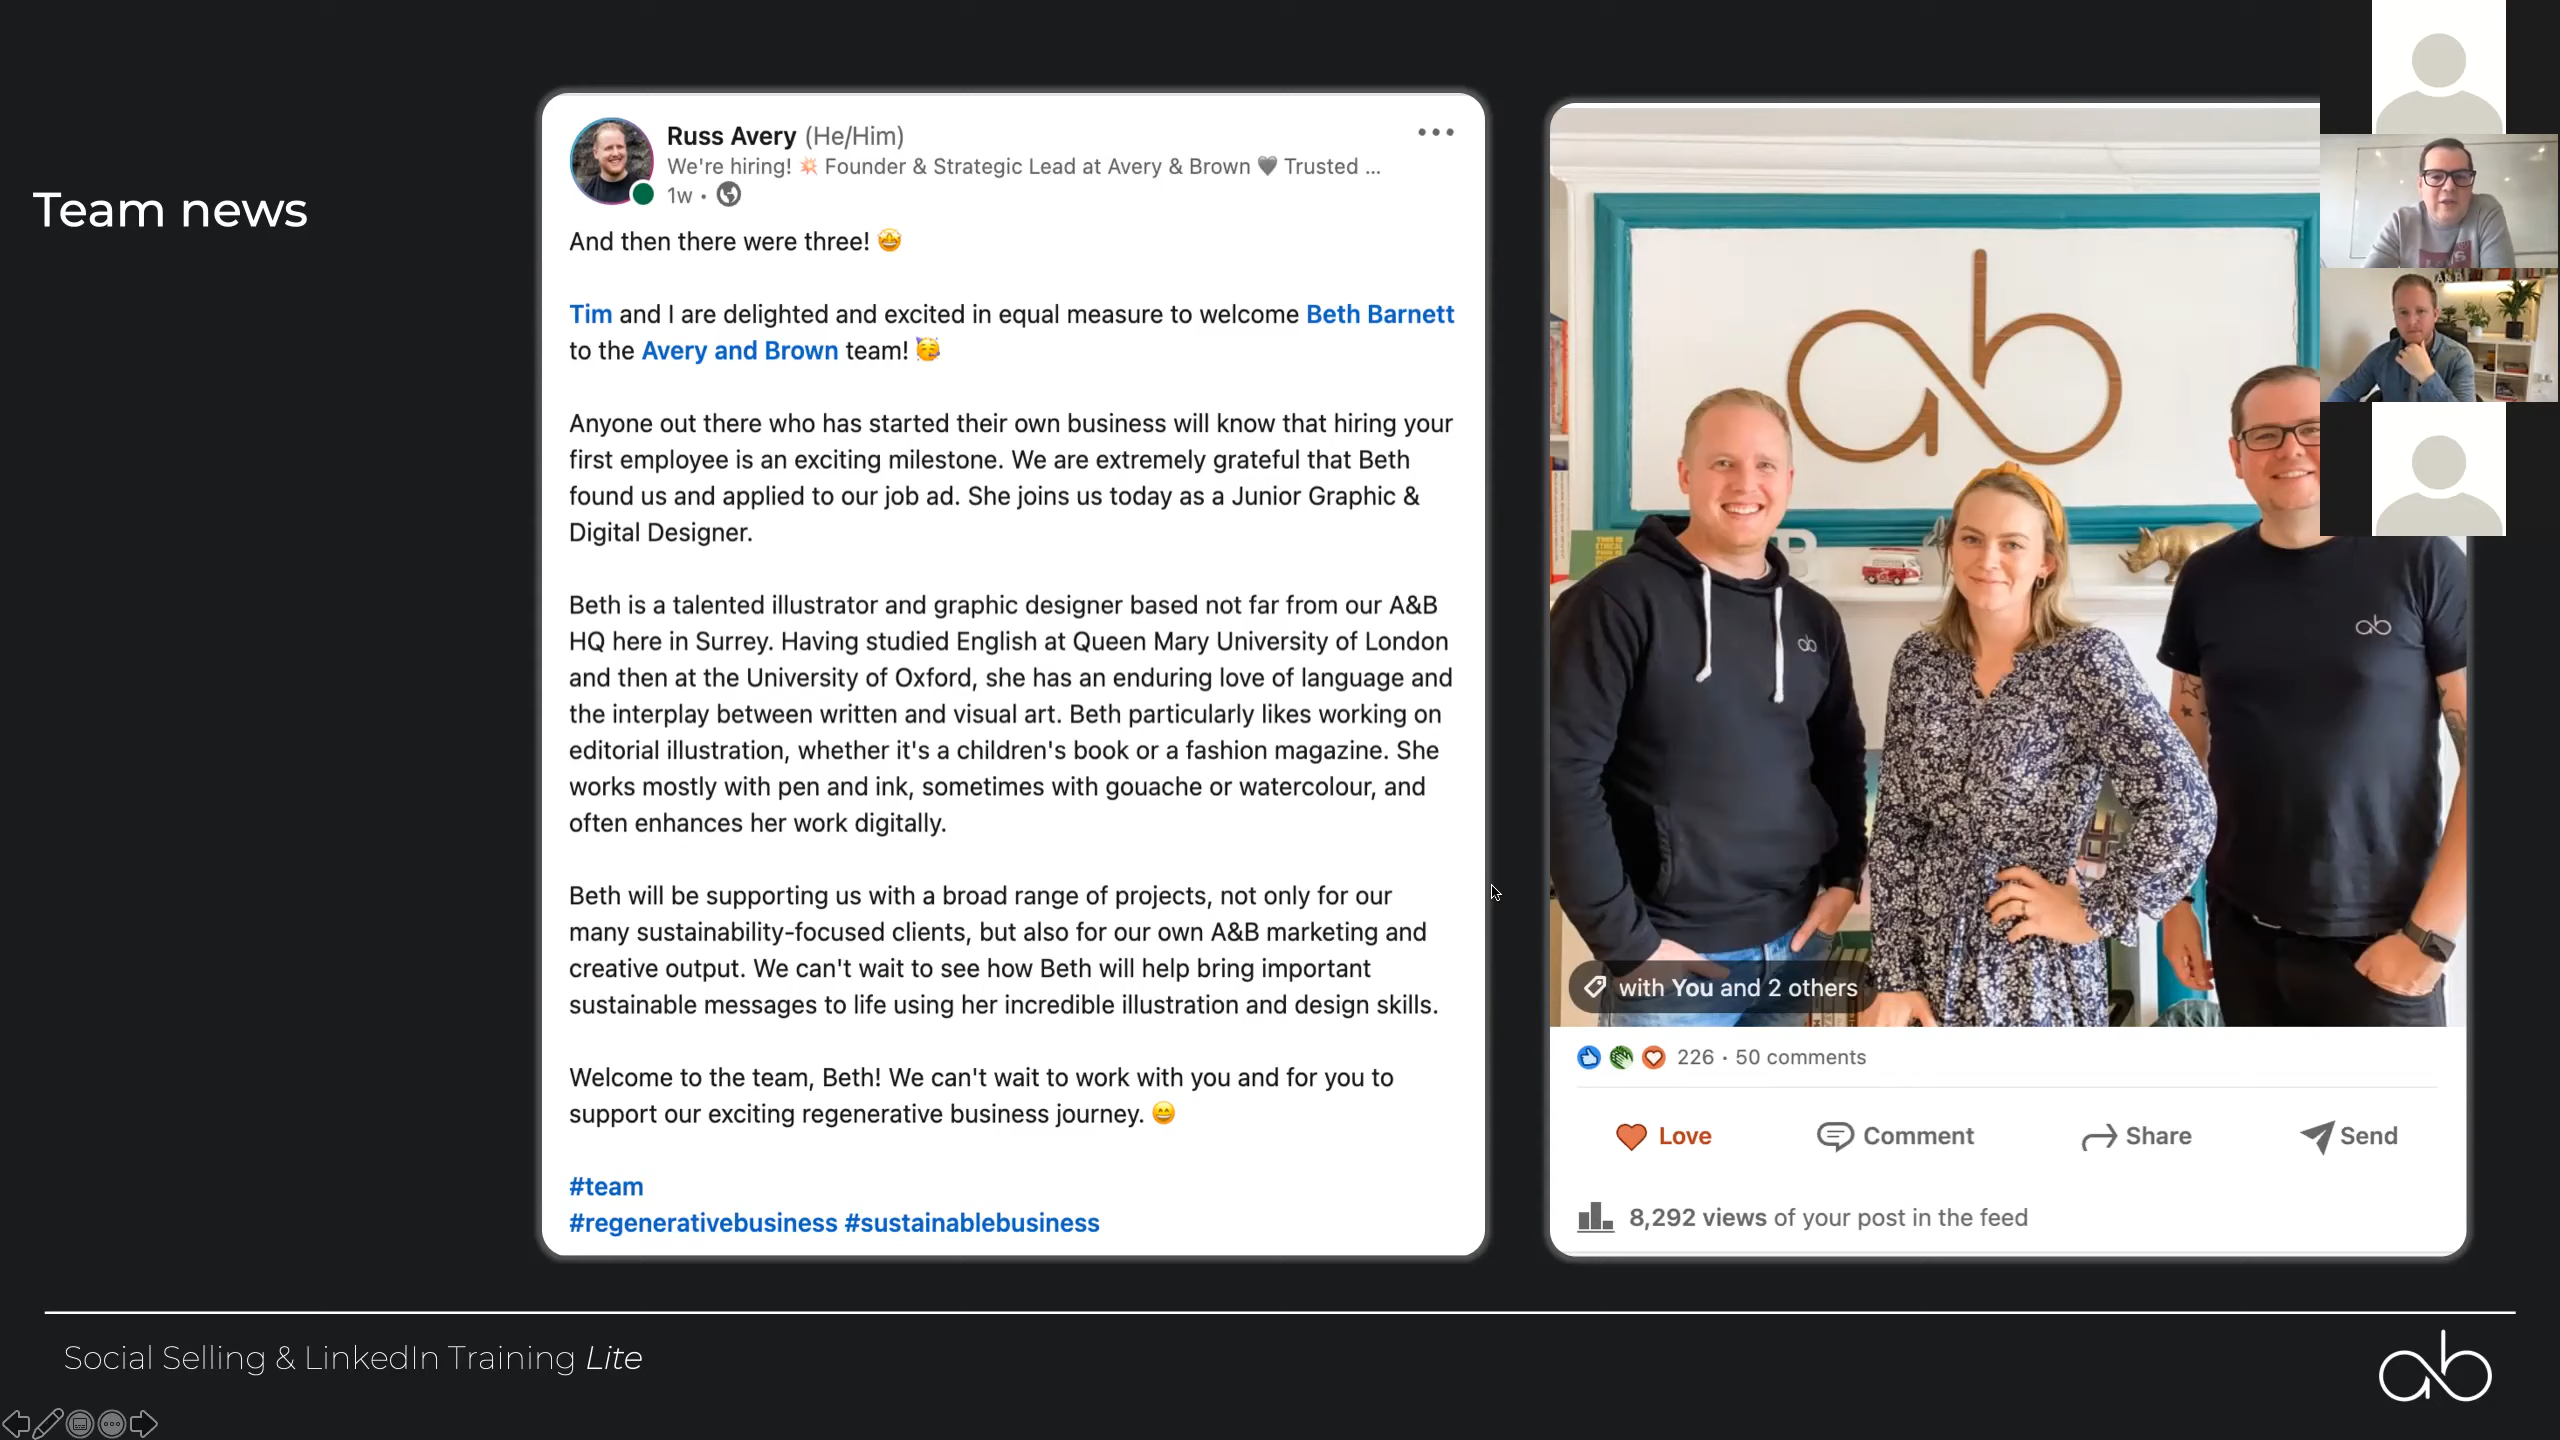 Team news
Russ Avery (He/Him)
We're hiring! 💥 Founder & Strategic Lead at Avery & Brown 🖤 Trusted ...
1w •
And then there were three! 🤩
Tim and I are delighted and excited in equal measure to welcome Beth Barnett
to the Avery and Brown team! 🥳
Anyone out there who has started their own business will know that hiring your
first employee is an exciting milestone. We are extremely grateful that Beth
found us and applied to our job ad. She joins us today as a Junior Graphic &
Digital Designer.
Beth is a talented illustrator and graphic designer based not far from our A&B
HQ here in Surrey. Having studied English at Queen Mary University of London
and then at the University of Oxford, she has an enduring love of language and
the interplay between written and visual art. Beth particularly likes working on
editorial illustration, whether it's a children's book or a fashion magazine. She
works mostly with pen and ink, sometimes with gouache or watercolour, and
often enhances her work digitally.
Beth will be supporting us with a broad range of projects, not only for our
many sustainability-focused clients, but also for our own A&B marketing and
creative output. We can't wait to see how Beth will help bring important
sustainable messages to life using her incredible illustration and design skills.
Welcome to the team, Beth! We can't wait to work with you and for you to
support our exciting regenerative business journey. 😄
#team
#regenerativebusiness #sustainablebusiness
ab
ab
ab
with You and 2 others
226 • 50 comments
Love
Comment
Share
Send
8,292 views of your post in the feed
Social Selling & LinkedIn Training Lite
ab